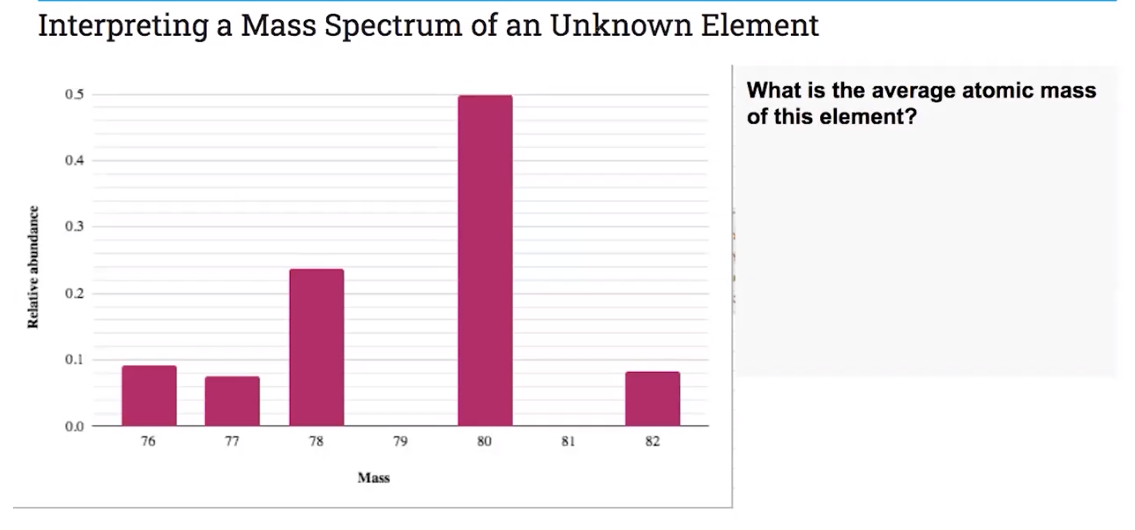 Interpreting a Mass Spectrum of an Unknown Element
0.5
0.4
0.3
0.2
0.1
0.0
Relative abundance
76 77 78 79 80 81 82
Mass
What is the average atomic mass
of this element?